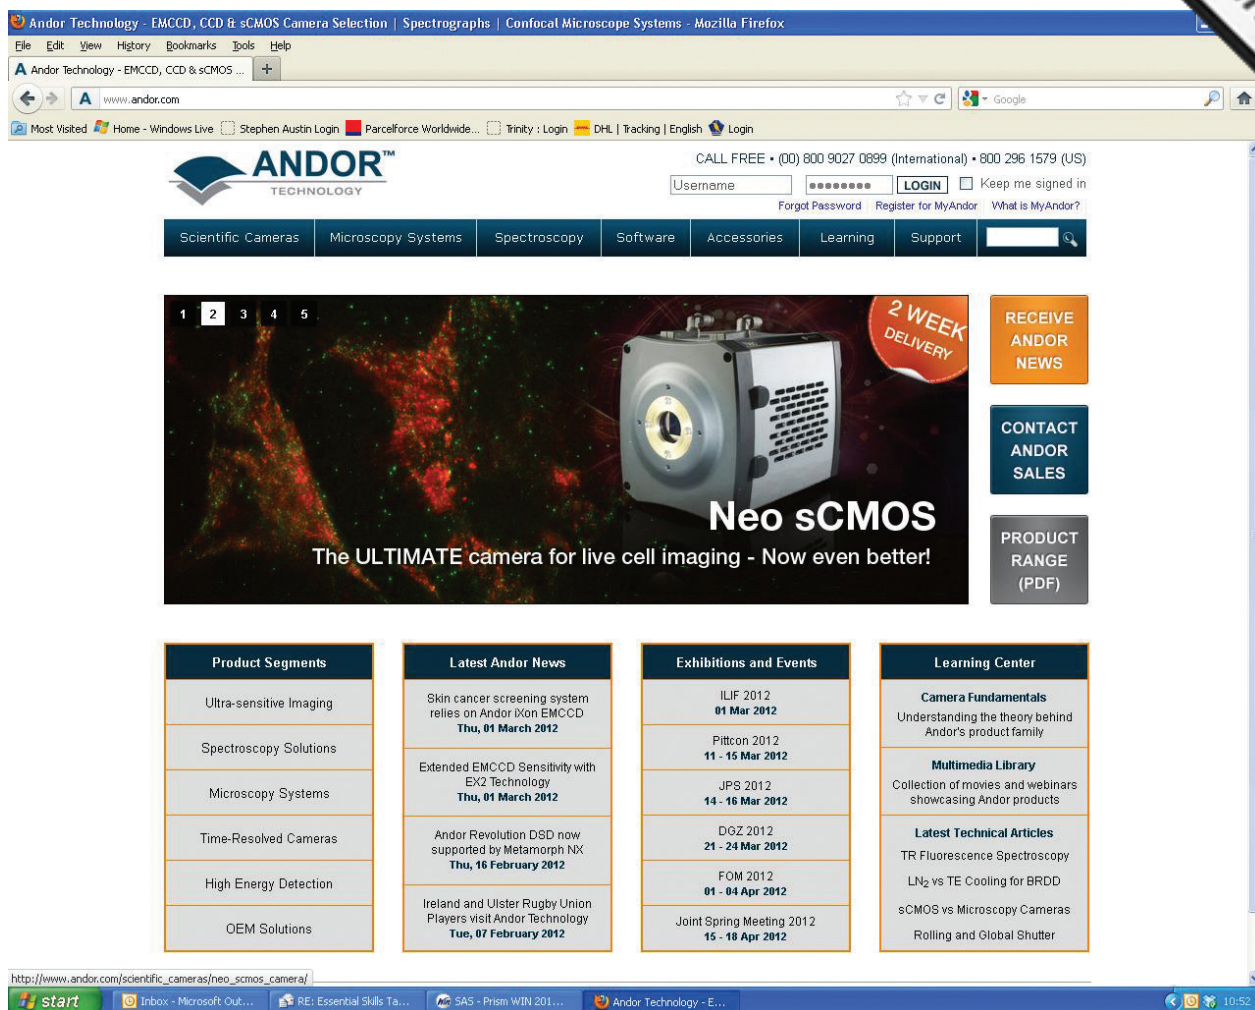 Andor Technology - EMCCD, CCD & sCMOS Camera Selection | Spectrographs | Confocal Microscope Systems - Mozilla Firefox
File Edit View History Bookmarks Tools Help
A Andor Technology - EMCCD, CCD & sCMOS ... +
A www.andor.com Google
Most Visited Home - Windows Live Stephen Austin Login Parcelforce Worldwide... Trinity : Login DHL | Tracking | English Login
ANDOR™
TECHNOLOGY
CALL FREE • (00) 800 9027 0899 (International) • 800 296 1579 (US)
Username LOGIN Keep me signed in
Forgot Password Register for MyAndor What is MyAndor?
Scientific Cameras Microscopy Systems Spectroscopy Software Accessories Learning Support
1 2 3 4 5
2 WEEK
DELIVERY
Neo sCMOS
The ULTIMATE camera for live cell imaging - Now even better!
RECEIVE
ANDOR
NEWS
CONTACT
ANDOR
SALES
PRODUCT
RANGE
(PDF)
Product Segments
Ultra-sensitive Imaging
Spectroscopy Solutions
Microscopy Systems
Time-Resolved Cameras
High Energy Detection
OEM Solutions
Latest Andor News
Skin cancer screening system
relies on Andor iXon EMCCD
Thu, 01 March 2012
Extended EMCCD Sensitivity with
EX2 Technology
Thu, 01 March 2012
Andor Revolution DSD now
supported by Metamorph NX
Thu, 16 February 2012
Ireland and Ulster Rugby Union
Players visit Andor Technology
Tue, 07 February 2012
Exhibitions and Events
ILIF 2012
01 Mar 2012
Pittcon 2012
11 - 15 Mar 2012
JPS 2012
14 - 16 Mar 2012
DGZ 2012
21 - 24 Mar 2012
FOM 2012
01 - 04 Apr 2012
Joint Spring Meeting 2012
15 - 18 Apr 2012
Learning Center
Camera Fundamentals
Understanding the theory behind
Andor's product family
Multimedia Library
Collection of movies and webinars
showcasing Andor products
Latest Technical Articles
TR Fluorescence Spectroscopy
LN₂ vs TE Cooling for BRDD
sCMOS vs Microscopy Cameras
Rolling and Global Shutter
http://www.andor.com/scientific_cameras/neo_scmos_camera/
start Inbox - Microsoft Out... RE: Essential Skills Ta... SAS - Prism WIN 201... Andor Technology - E... 10:52